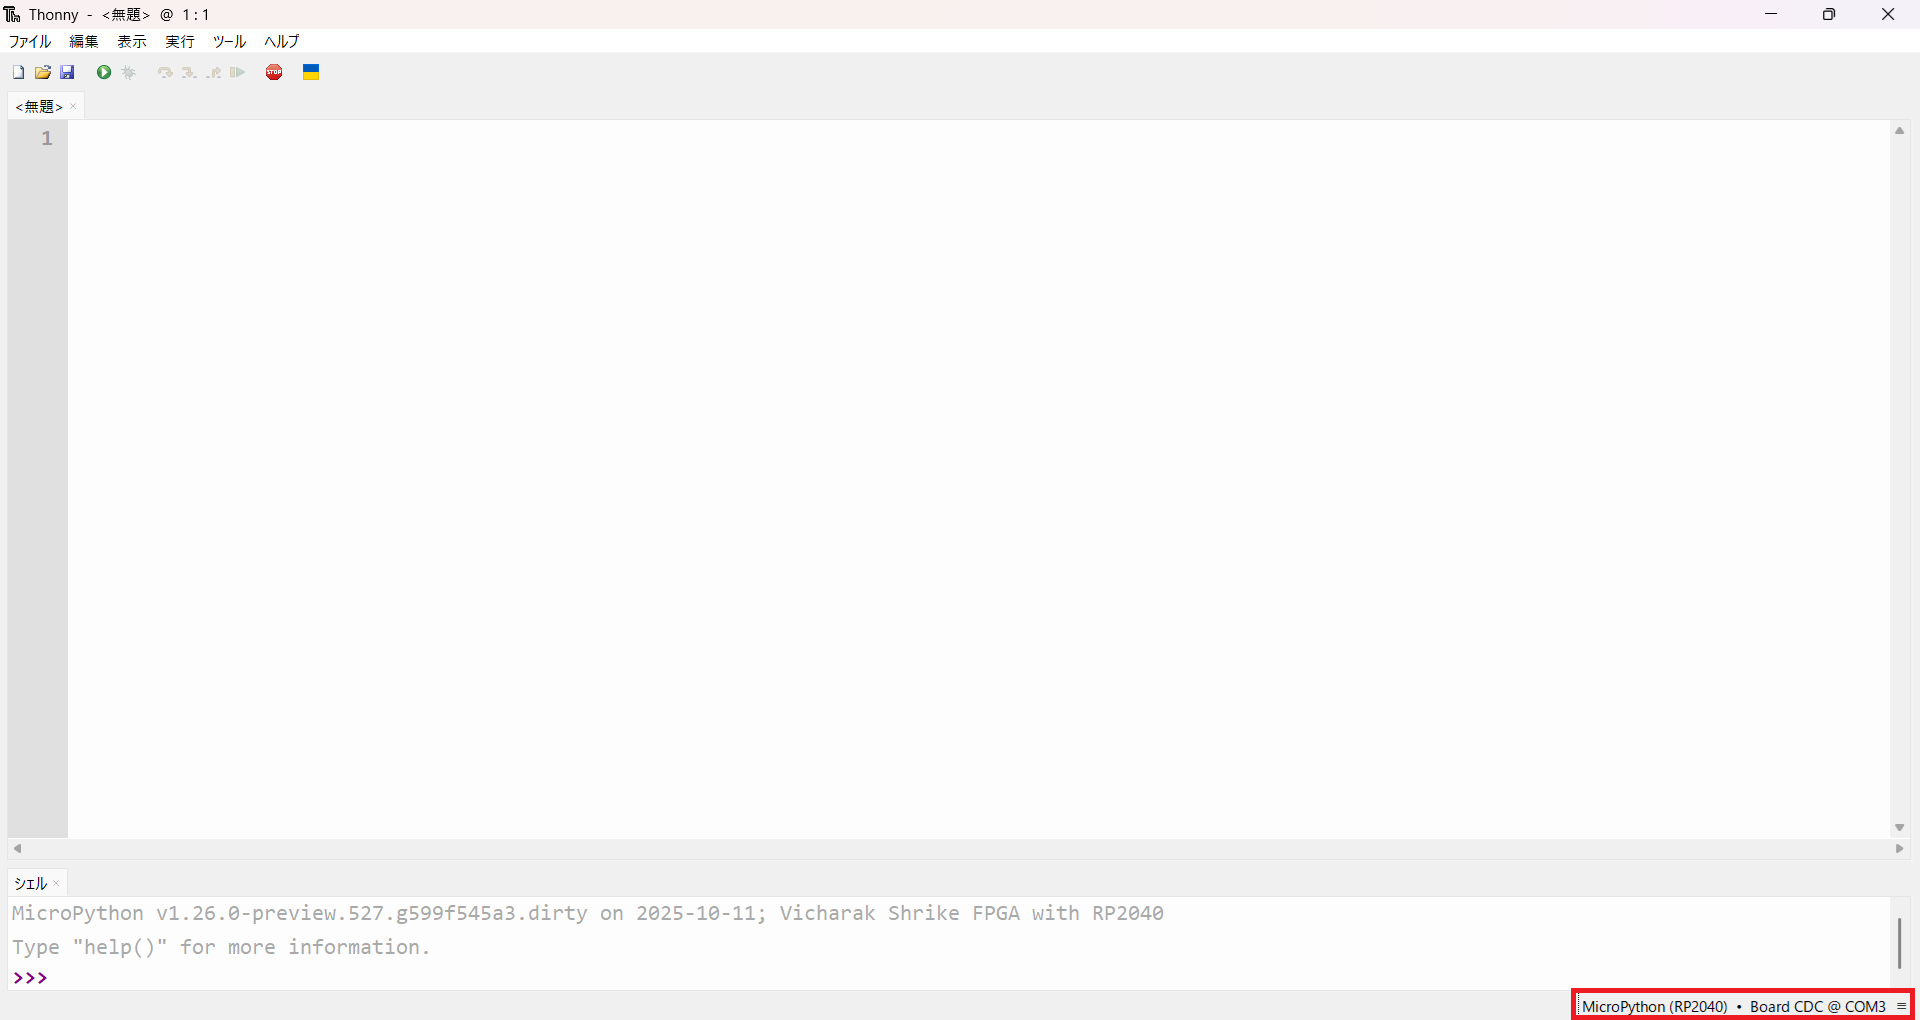 Thonny - <無題> @ 1:1
ファイル 編集 表示 実行 ツール ヘルプ
STOP
<無題> ×
1
シェル ×
MicroPython v1.26.0-preview.527.g599f545a3.dirty on 2025-10-11; Vicharak Shrike FPGA with RP2040
Type "help()" for more information.
>>>
MicroPython (RP2040) • Board CDC @ COM3 ≡